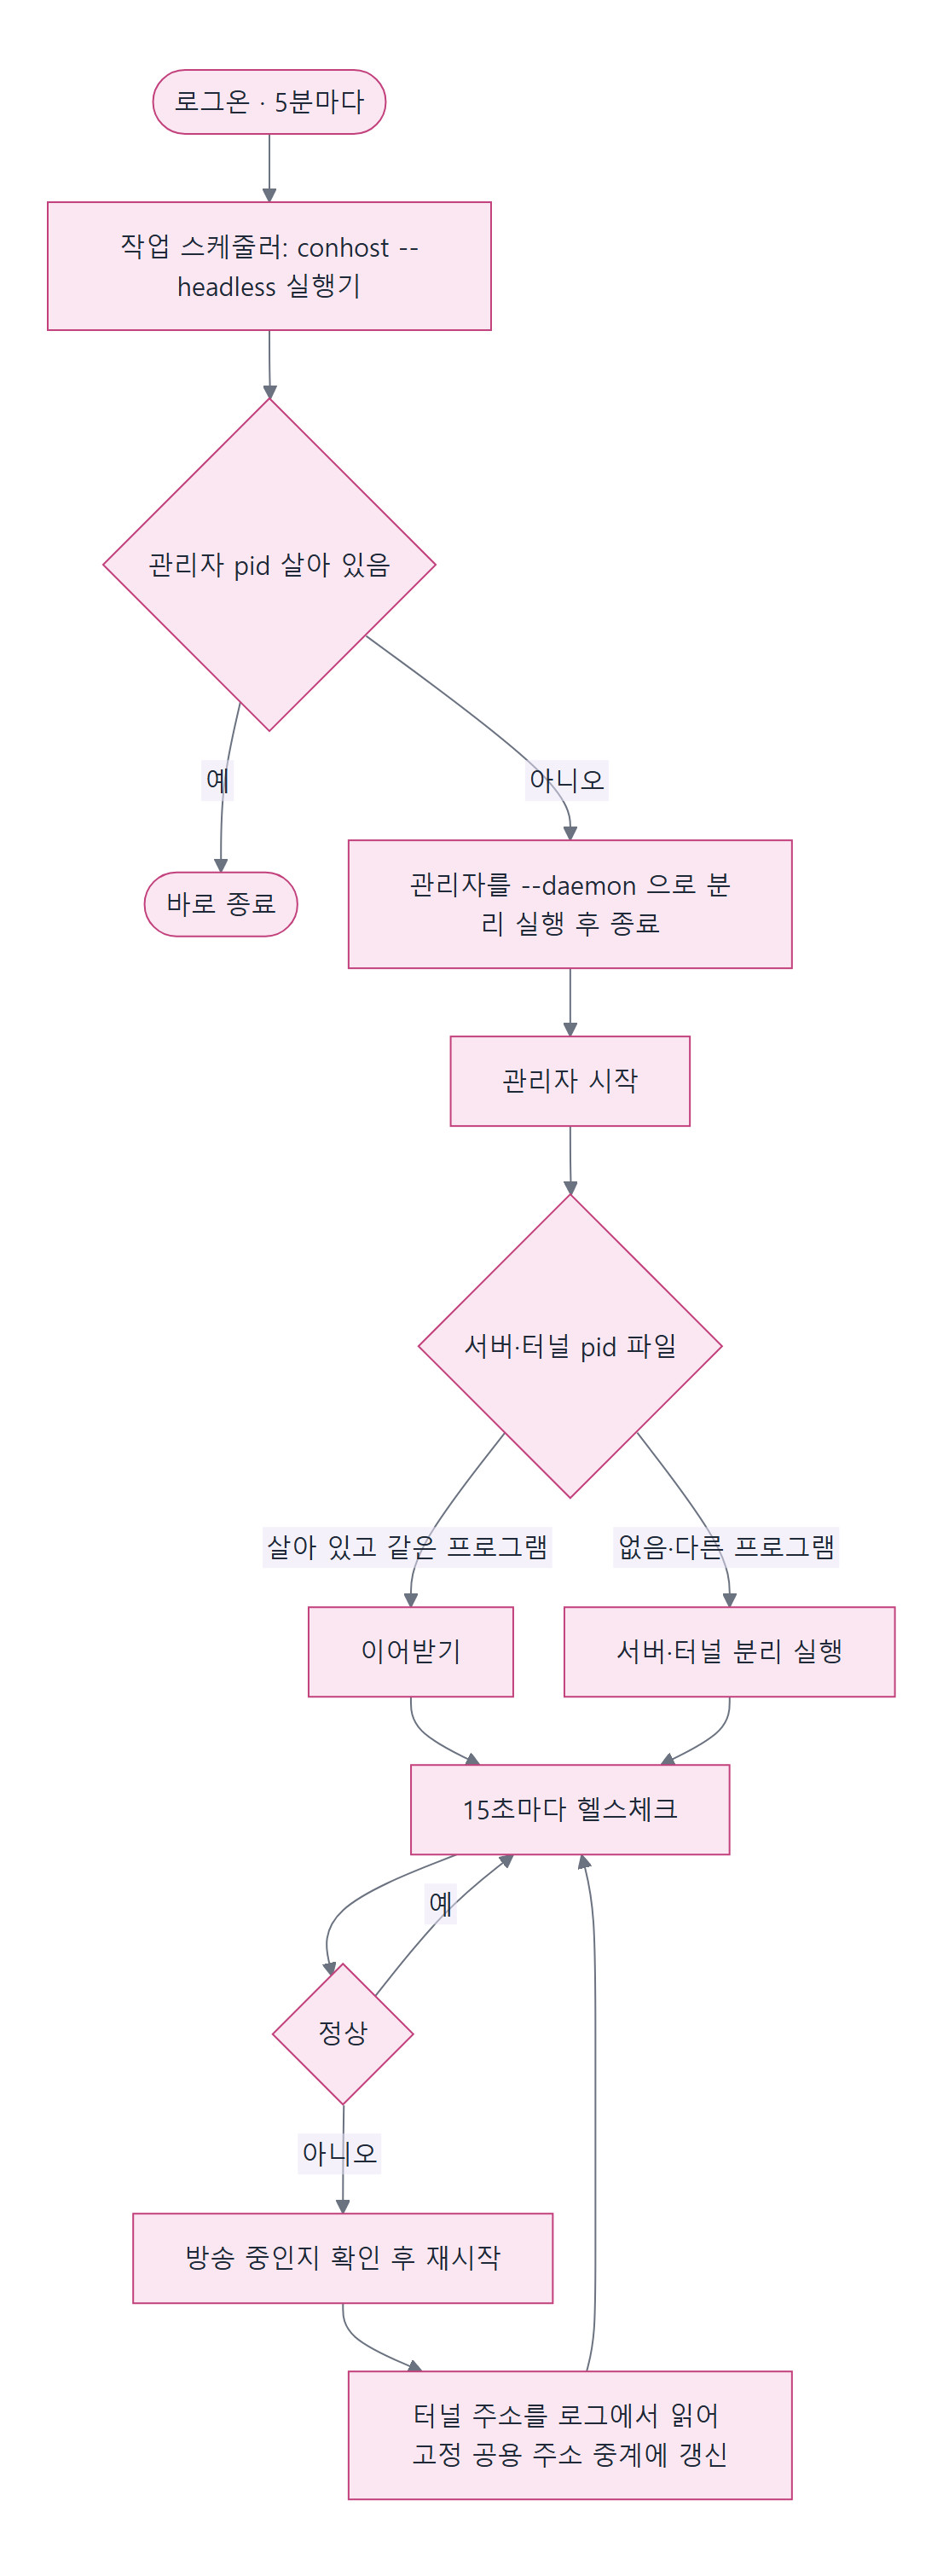 로그온 · 5분마다
작업 스케줄러: conhost --
headless 실행기
관리자 pid 살아 있음
예
아니오
바로 종료
관리자를 --daemon 으로 분
리 실행 후 종료
관리자 시작
서버·터널 pid 파일
살아 있고 같은 프로그램
없음·다른 프로그램
이어받기
서버·터널 분리 실행
15초마다 헬스체크
예
정상
아니오
방송 중인지 확인 후 재시작
터널 주소를 로그에서 읽어
고정 공용 주소 중계에 갱신